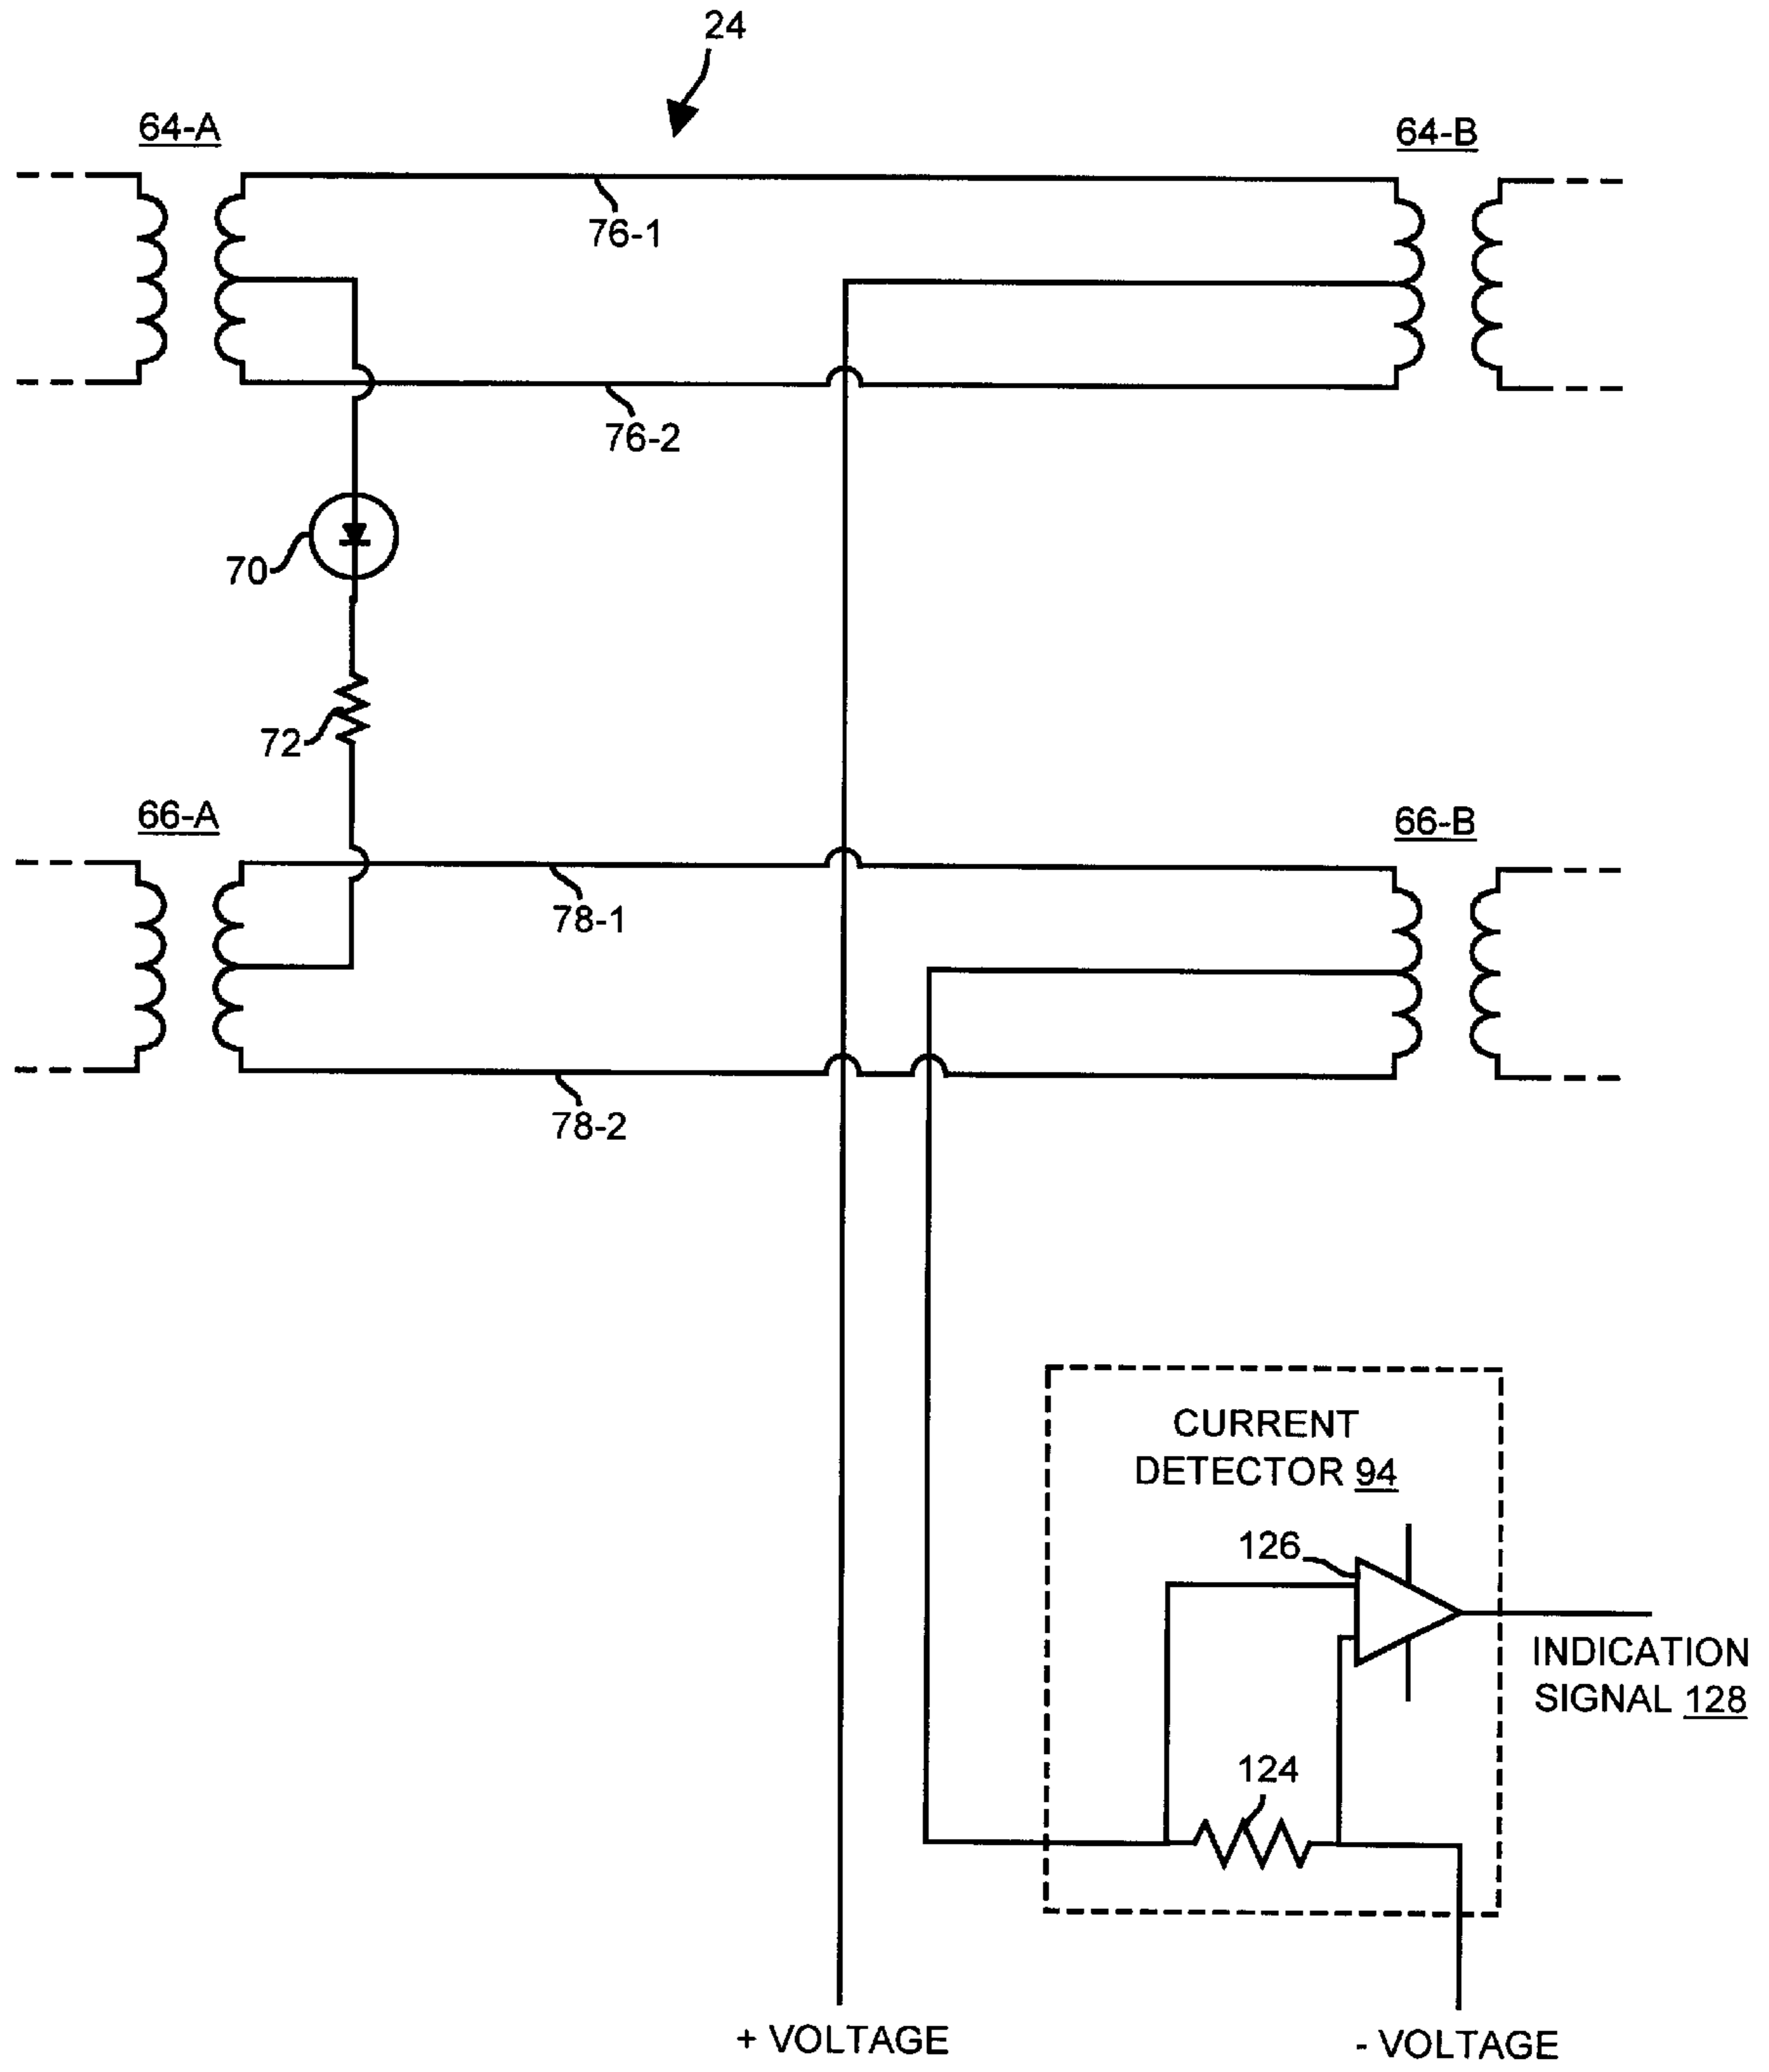 24
64-A
64-B
76-1
76-2
70
72
66-A
66-B
78-1
78-2
CURRENT
DETECTOR 94
126
INDICATION
SIGNAL 128
124
+ VOLTAGE
- VOLTAGE